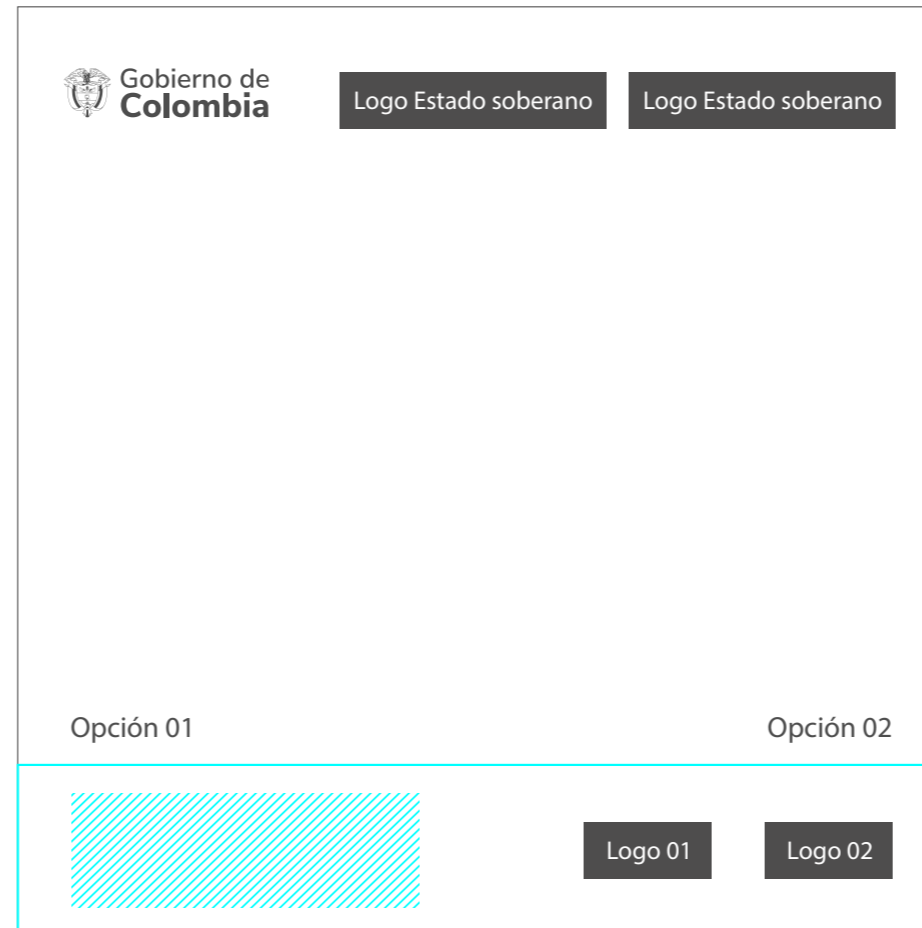 Gobierno de
Colombia
Logo Estado soberano
Logo Estado soberano
Opción 01
Opción 02
Logo 01
Logo 02